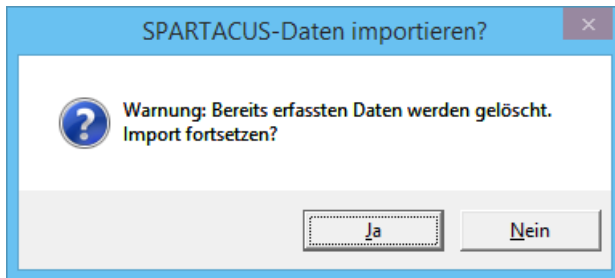 SPARTACUS-Daten importieren?
Warnung: Bereits erfassten Daten werden gelöscht.
Import fortsetzen?
Ja
Nein